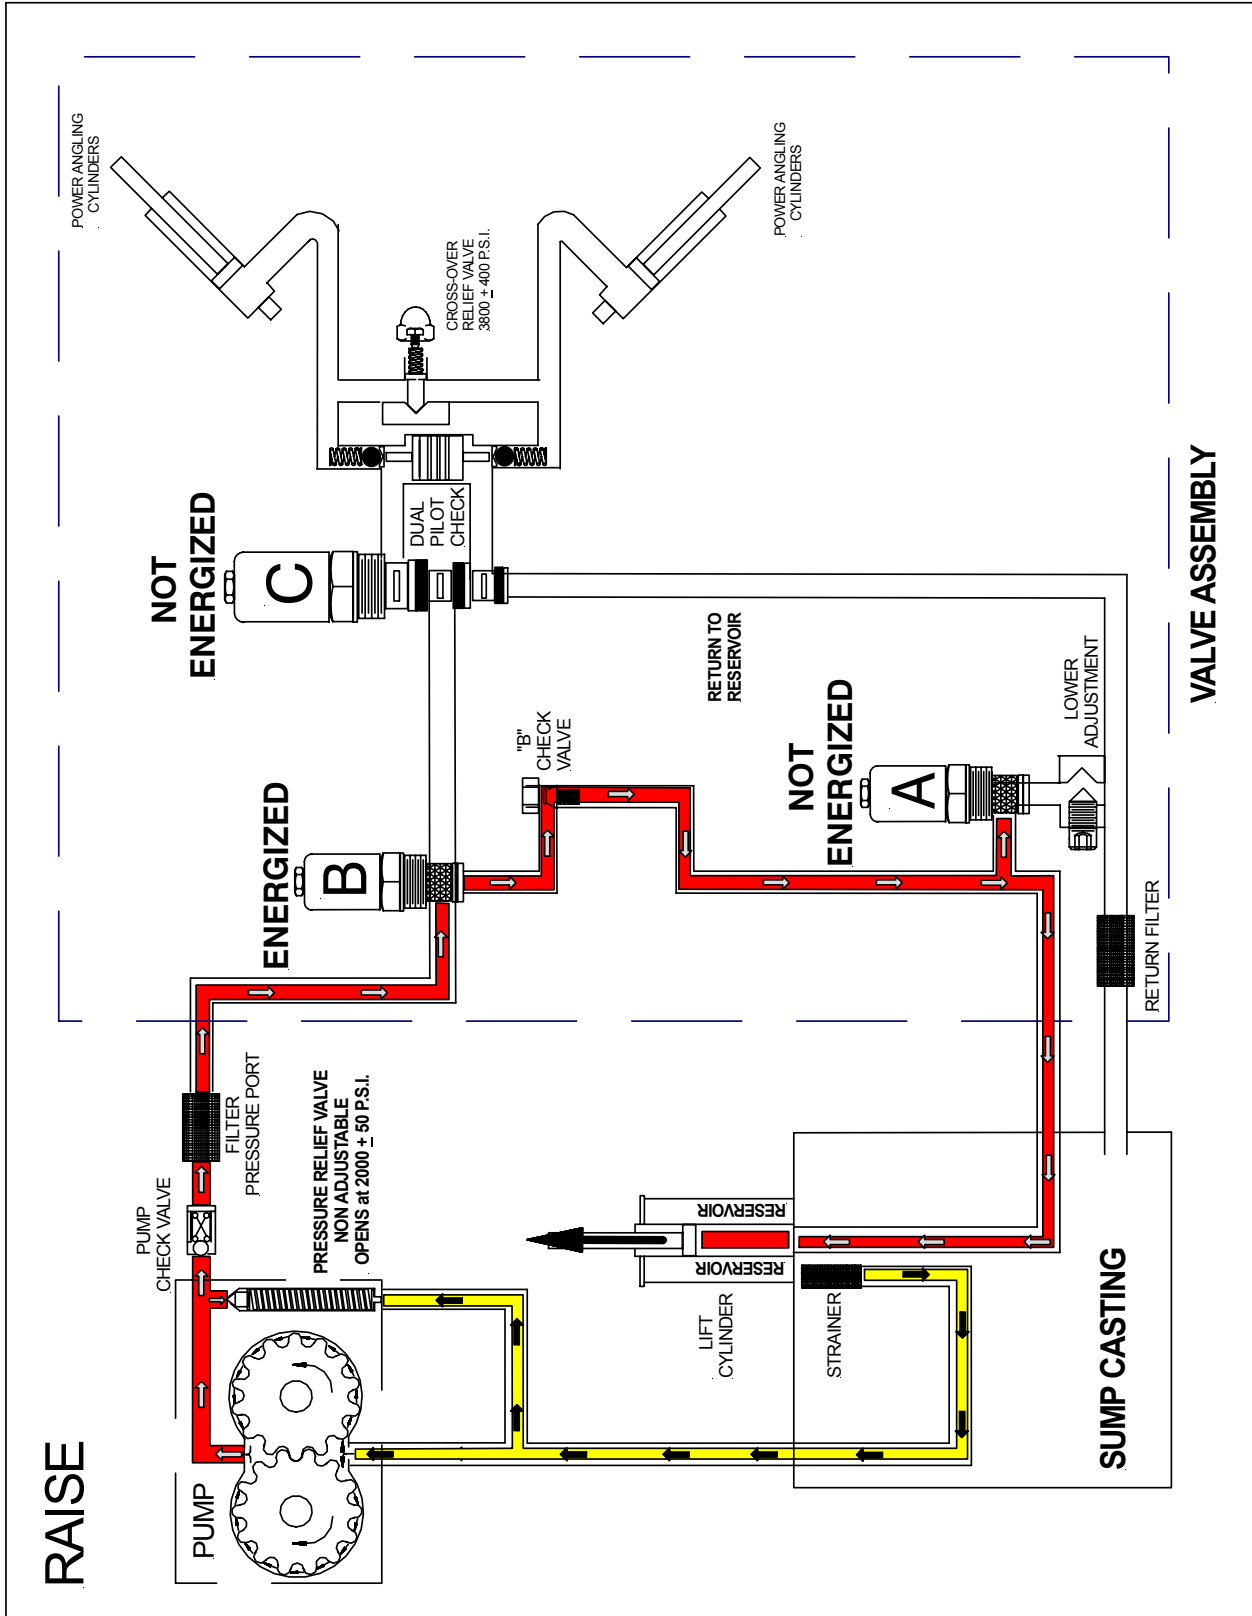 RAISE
PUMP
PUMP
CHECK VALVE
FILTER
PRESSURE PORT
PRESSURE RELIEF VALVE
NON ADJUSTABLE
OPENS at 2000 + 50 P.S.I.
LIFT
CYLINDER
STRAINER
RESERVOIR
RESERVOIR
SUMP CASTING
ENERGIZED
B
"B"
CHECK
VALVE
NOT
ENERGIZED
C
DUAL
PILOT
CHECK
POWER ANGLING
CYLINDERS
CROSS-OVER
RELIEF VALVE
3800 + 400 P.S.I.
POWER ANGLING
CYLINDERS
RETURN TO
RESERVOIR
NOT
ENERGIZED
A
LOWER
ADJUSTMENT
RETURN FILTER
VALVE ASSEMBLY